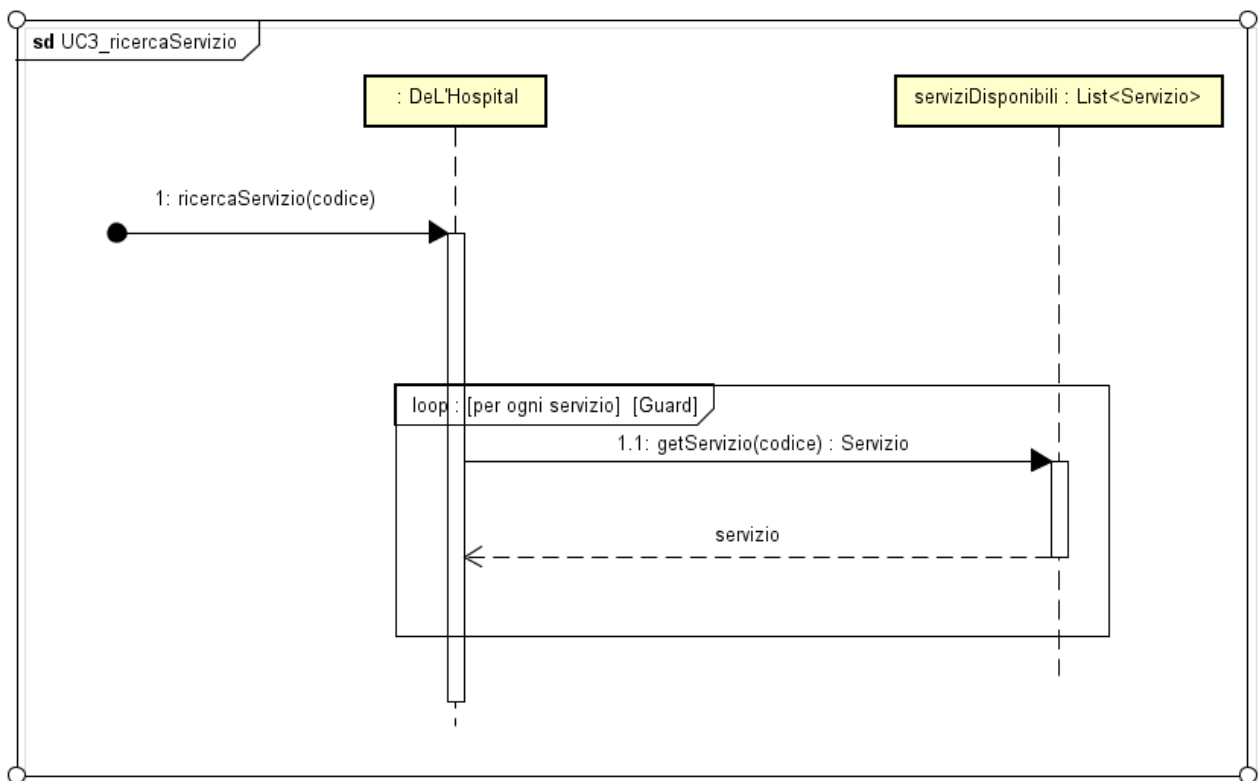 sd UC3_ricercaServizio
: DeL'Hospital
serviziDisponibili : List<Servizio>
1: ricercaServizio(codice)
loop : [per ogni servizio] [Guard]
1.1: getServizio(codice) : Servizio
servizio